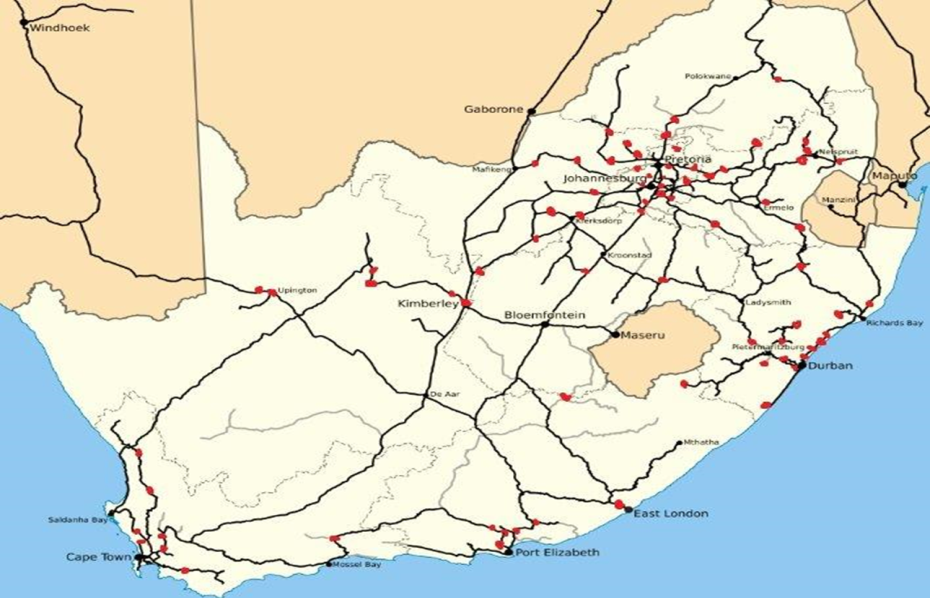 Windhoek
Polokwane
Gaborone
Mafikeng
Pretoria
Nelspruit
Johannesburg
Maputo
Manzini
Ermelo
Klerksdorp
Kroonstad
Upington
Kimberley
Ladysmith
Bloemfontein
Richards Bay
Maseru
Pietermaritzburg
Durban
De Aar
Mthatha
Saldanha Bay
East London
Cape Town
Port Elizabeth
Mossel Bay